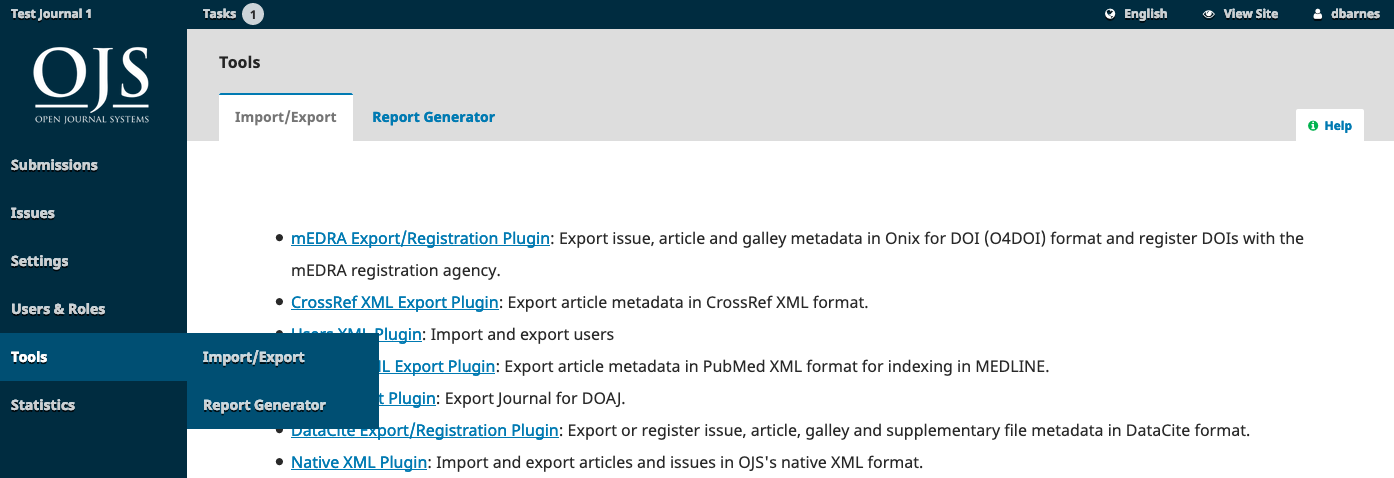 Test Journal 1
Tasks 1
English
View Site
dbarnes
OJS
OPEN JOURNAL SYSTEMS
Submissions
Issues
Settings
Users & Roles
Tools
Statistics
Import/Export
Report Generator
Tools
Import/Export
Report Generator
Help
mEDRA Export/Registration Plugin: Export issue, article and galley metadata in Onix for DOI (O4DOI) format and register DOIs with the
mEDRA registration agency.
CrossRef XML Export Plugin: Export article metadata in CrossRef XML format.
Users XML Plugin: Import and export users
Export Plugin: Export article metadata in PubMed XML format for indexing in MEDLINE.
Plugin: Export Journal for DOAJ.
DataCite Export/Registration Plugin: Export or register issue, article, galley and supplementary file metadata in DataCite format.
Native XML Plugin: Import and export articles and issues in OJS's native XML format.